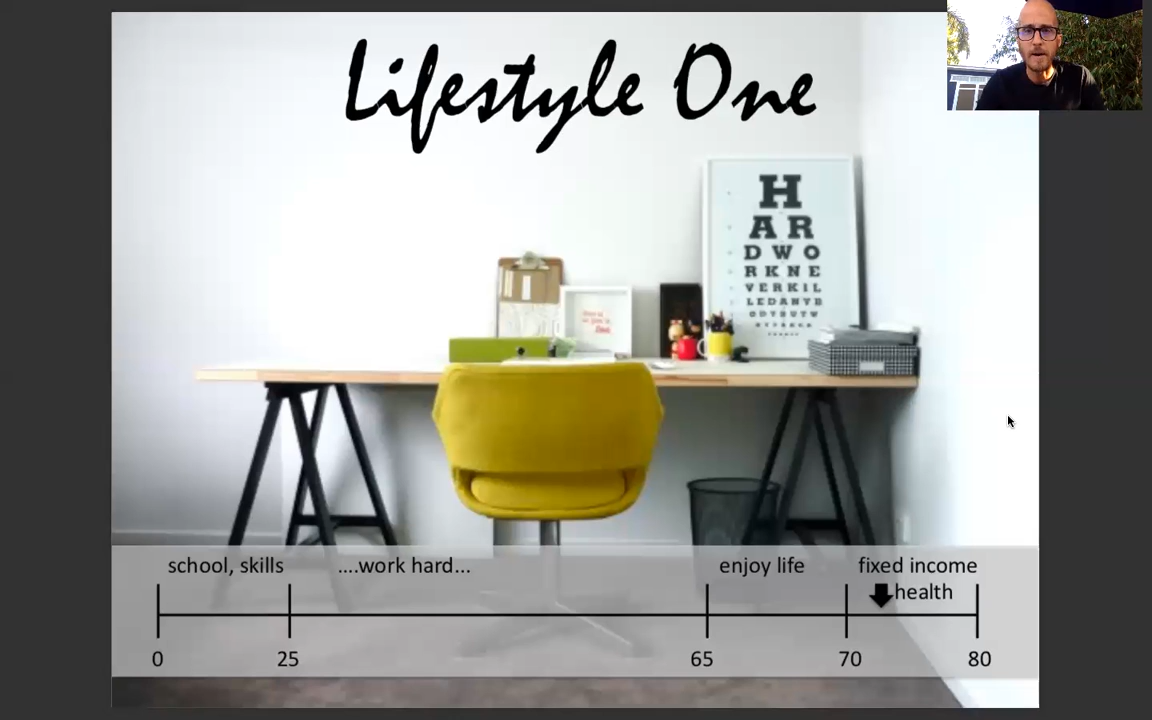 Lifestyle One
H
AR
DWO
RKNE
VERKIL
LEDANYB
ODYBUTW
school, skills
....work hard...
enjoy life
fixed income
health
0
25
65
70
80